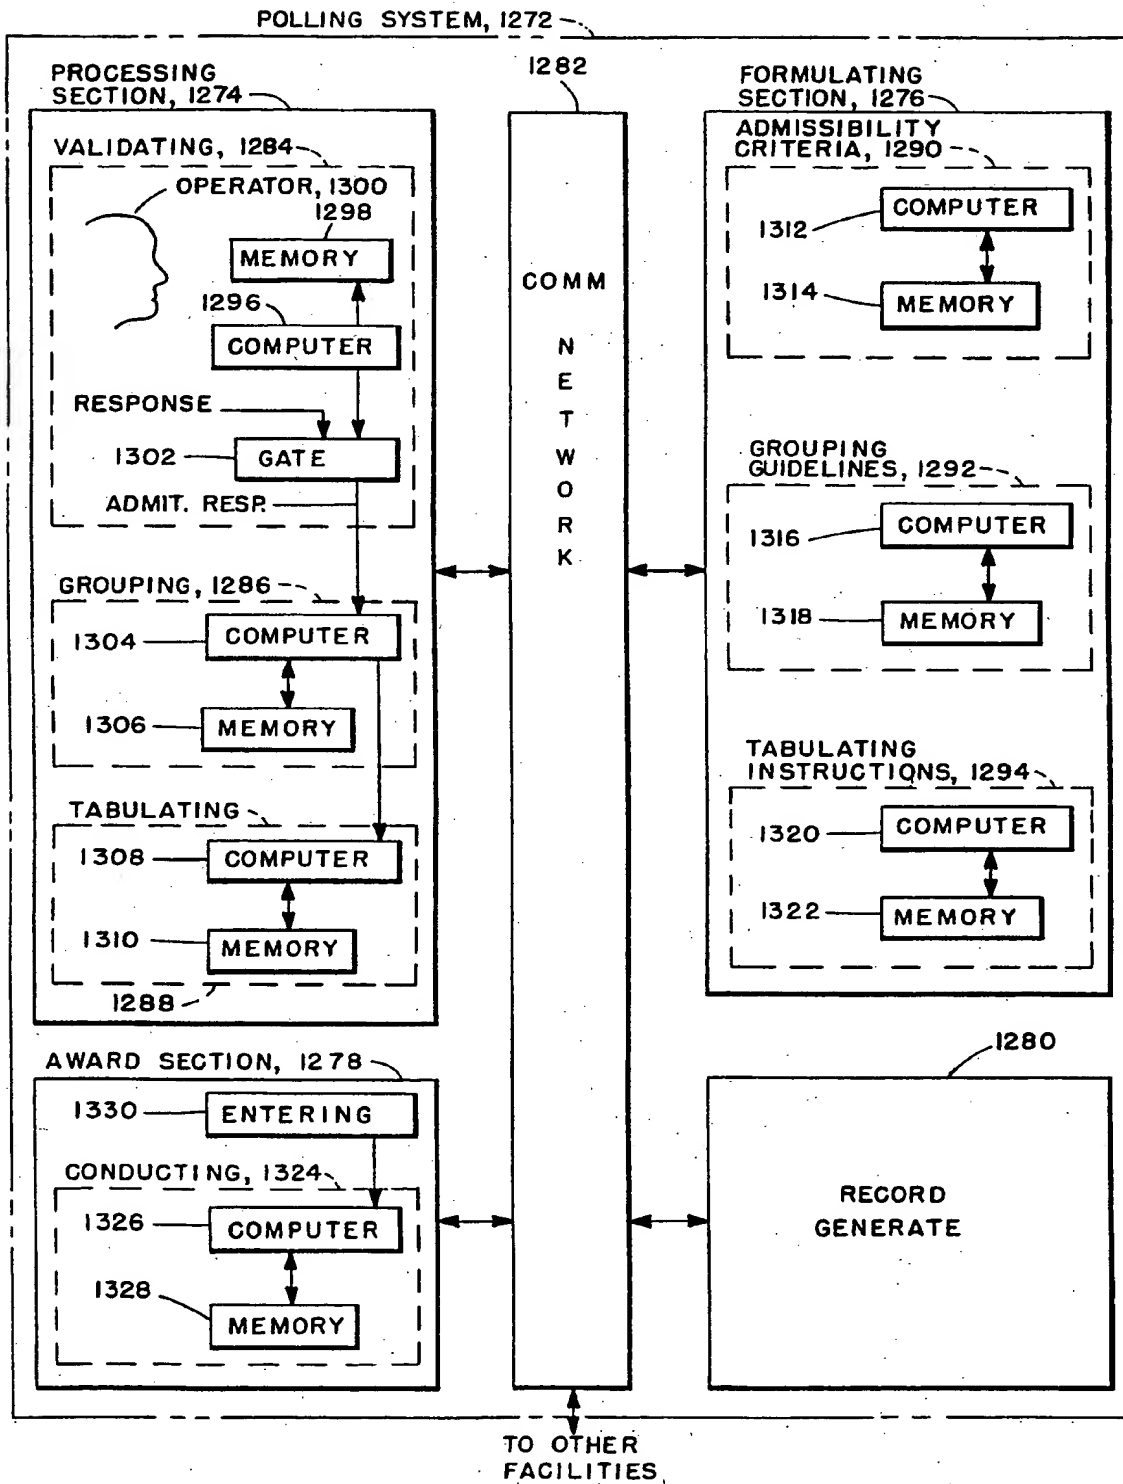 POLLING SYSTEM, 1272
PROCESSING
SECTION, 1274
VALIDATING, 1284
OPERATOR, 1300
1298
MEMORY
1296
COMPUTER
RESPONSE
1302
GATE
ADMIT. RESP.
GROUPING, 1286
1304
COMPUTER
1306
MEMORY
TABULATING
1308
COMPUTER
1310
MEMORY
1288
AWARD SECTION, 1278
1330
ENTERING
CONDUCTING, 1324
1326
COMPUTER
1328
MEMORY
1282
COMM
NETWORK
TO OTHER
FACILITIES
FORMULATING
SECTION, 1276
ADMISSIBILITY
CRITERIA, 1290
1312
COMPUTER
1314
MEMORY
GROUPING
GUIDELINES, 1292
1316
COMPUTER
1318
MEMORY
TABULATING
INSTRUCTIONS, 1294
1320
COMPUTER
1322
MEMORY
1280
RECORD
GENERATE